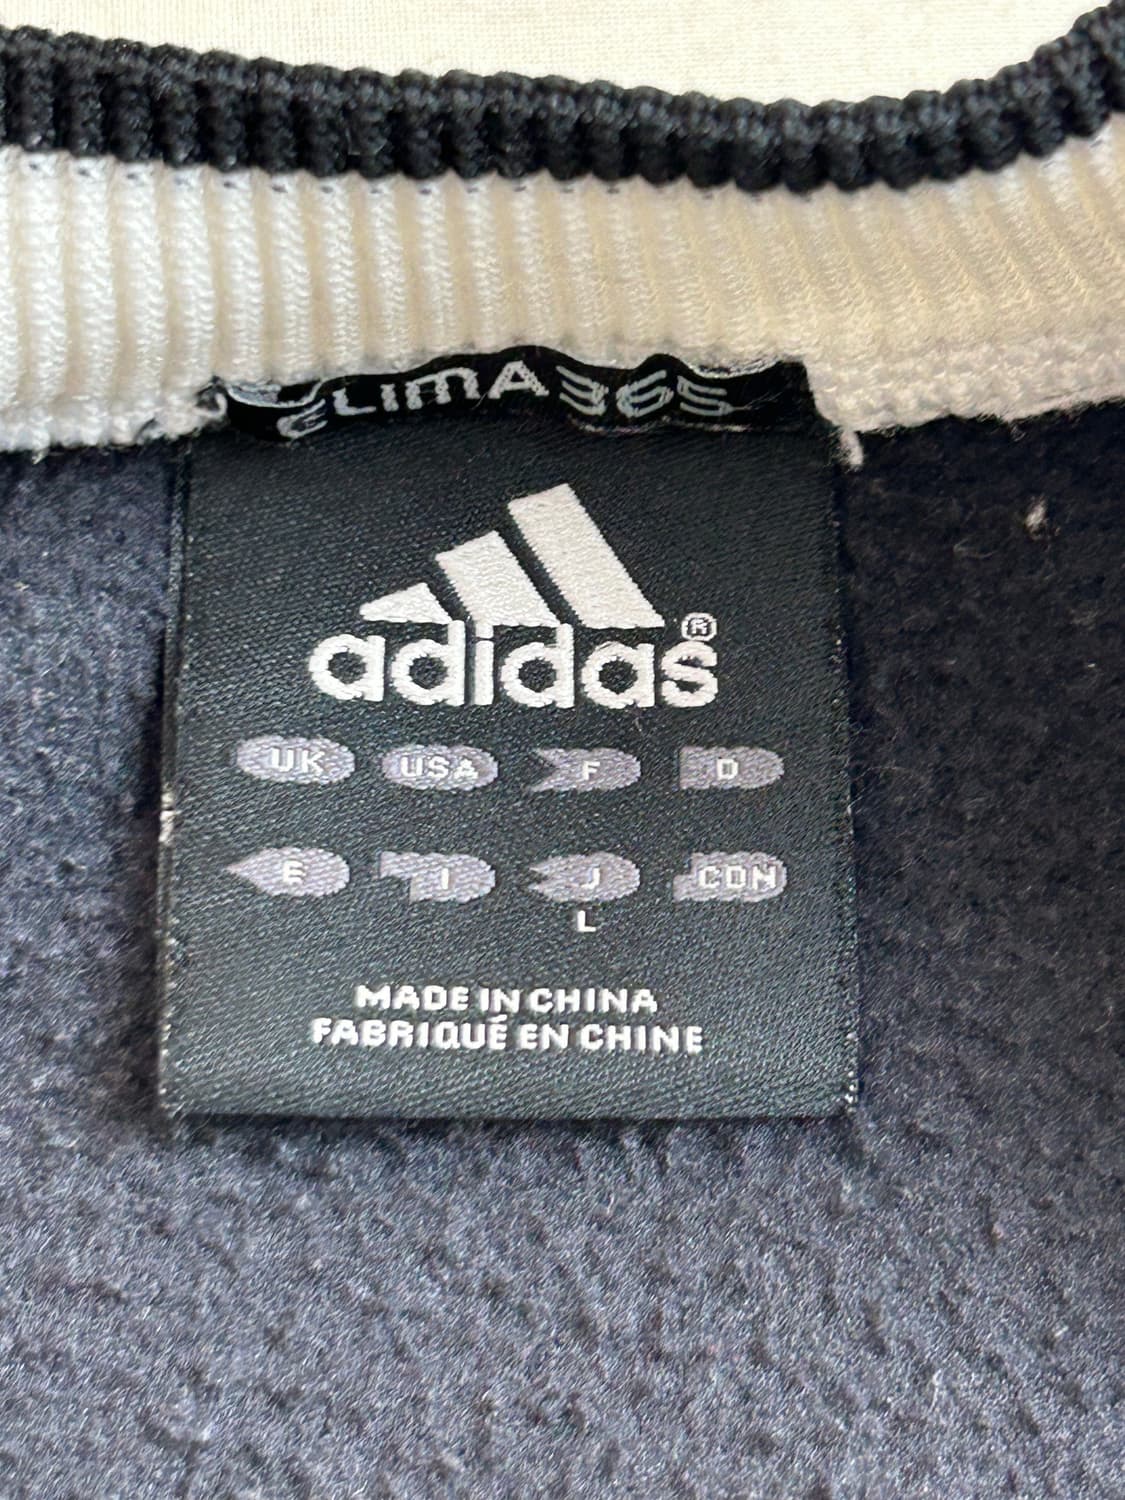 CLIMA365
adidas®
UK USA F D
E I J CDN
L
MADE IN CHINA
FABRIQUÉ EN CHINE